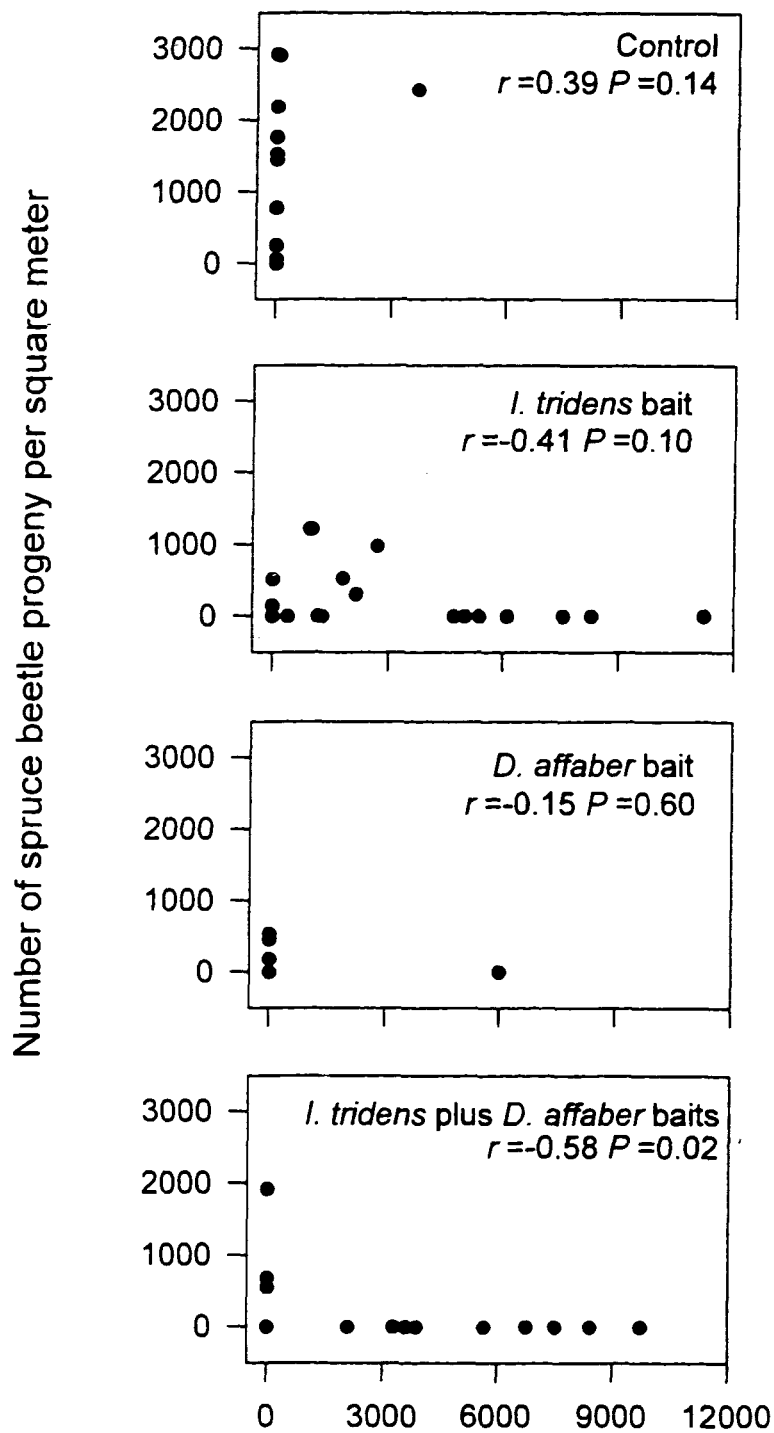 Number of spruce beetle progeny per square meter
Control
r =0.39 P =0.14
3000
2000
1000
0
I. tridens bait
r =-0.41 P =0.10
3000
2000
1000
0
D. affaber bait
r =-0.15 P =0.60
3000
2000
1000
0
I. tridens plus D. affaber baits
r =-0.58 P =0.02
3000
2000
1000
0
0 3000 6000 9000 12000